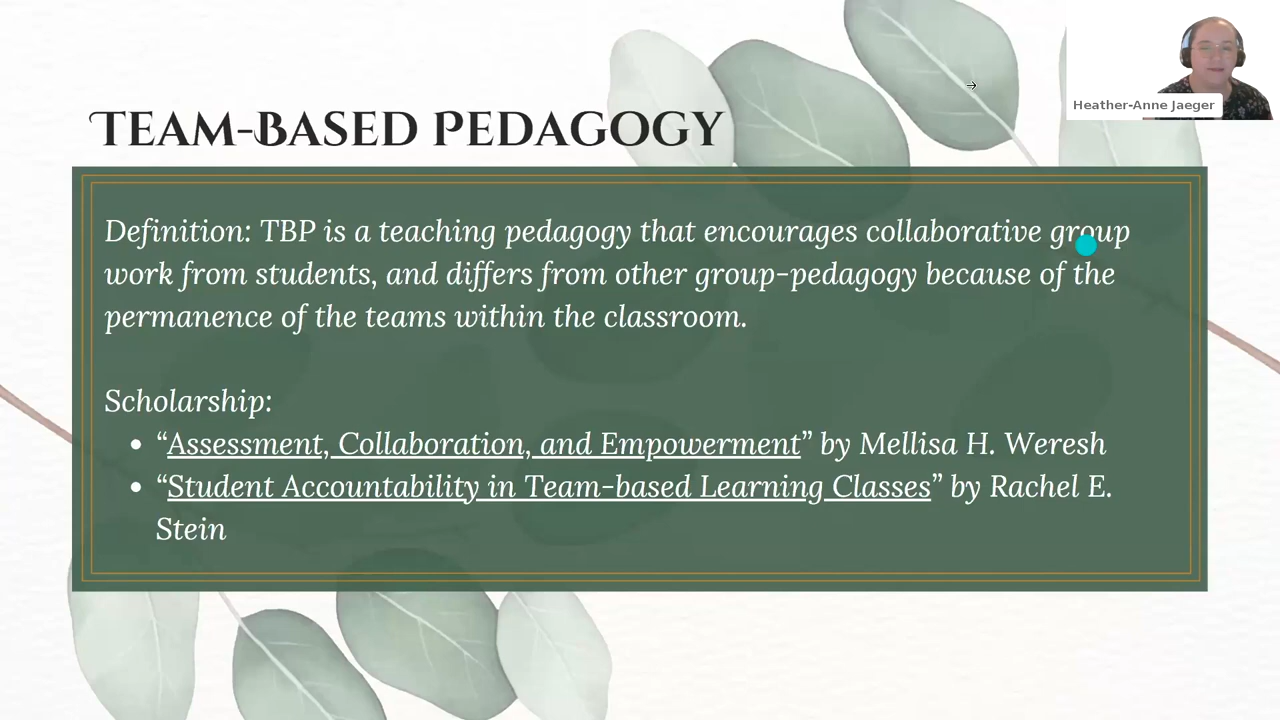 Heather-Anne Jaeger
Team-Based Pedagogy
Definition: TBP is a teaching pedagogy that encourages collaborative group
work from students, and differs from other group-pedagogy because of the
permanence of the teams within the classroom.
Scholarship:
• “Assessment, Collaboration, and Empowerment” by Mellisa H. Weresh
• “Student Accountability in Team-based Learning Classes” by Rachel E.
Stein